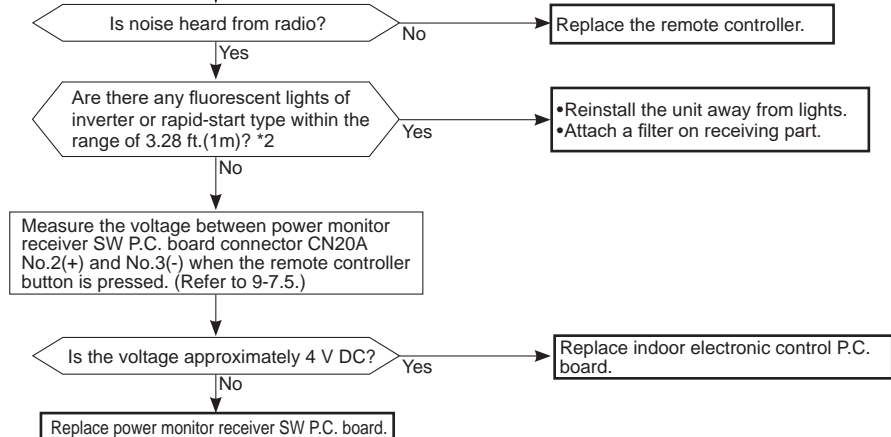 Is noise heard from radio?
No
Replace the remote controller.
Yes
Are there any fluorescent lights of
inverter or rapid-start type within the
range of 3.28 ft.(1m)? *2
Yes
•Reinstall the unit away from lights.
•Attach a filter on receiving part.
No
Measure the voltage between power monitor
receiver SW P.C. board connector CN20A
No.2(+) and No.3(-) when the remote controller
button is pressed. (Refer to 9-7.5.)
Is the voltage approximately 4 V DC?
Yes
Replace indoor electronic control P.C.
board.
No
Replace power monitor receiver SW P.C. board.